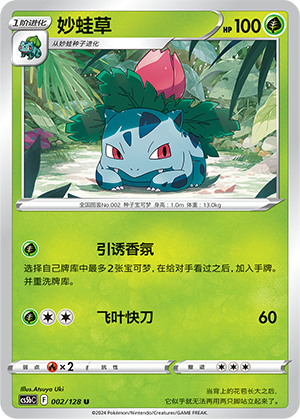 1阶进化
妙蛙草
HP 100
从妙蛙种子进化
全国图鉴No.002 种子宝可梦 身高：1.0m 体重：13.0kg
引诱香氛
选择自己牌库中最多2张宝可梦，在给对手看过之后，加入手牌。
并重洗牌库。
飞叶快刀 60
弱点 ×2 抵抗力 撤退
Illus.Atsuya Uki
CS5bC F 002/128 U
当背上的花苞长大之后，
它似乎就无法再用两只脚站立起来了。
©2024 Pokémon/Nintendo/Creatures/GAME FREAK.